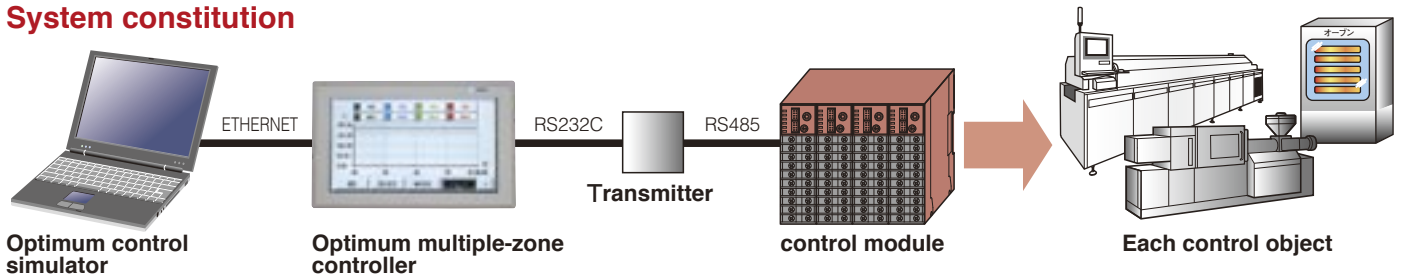 System constitution
オーブン
ETHERNET
RS232C
RS485
Transmitter
Optimum control
simulator
Optimum multiple-zone
controller
control module
Each control object